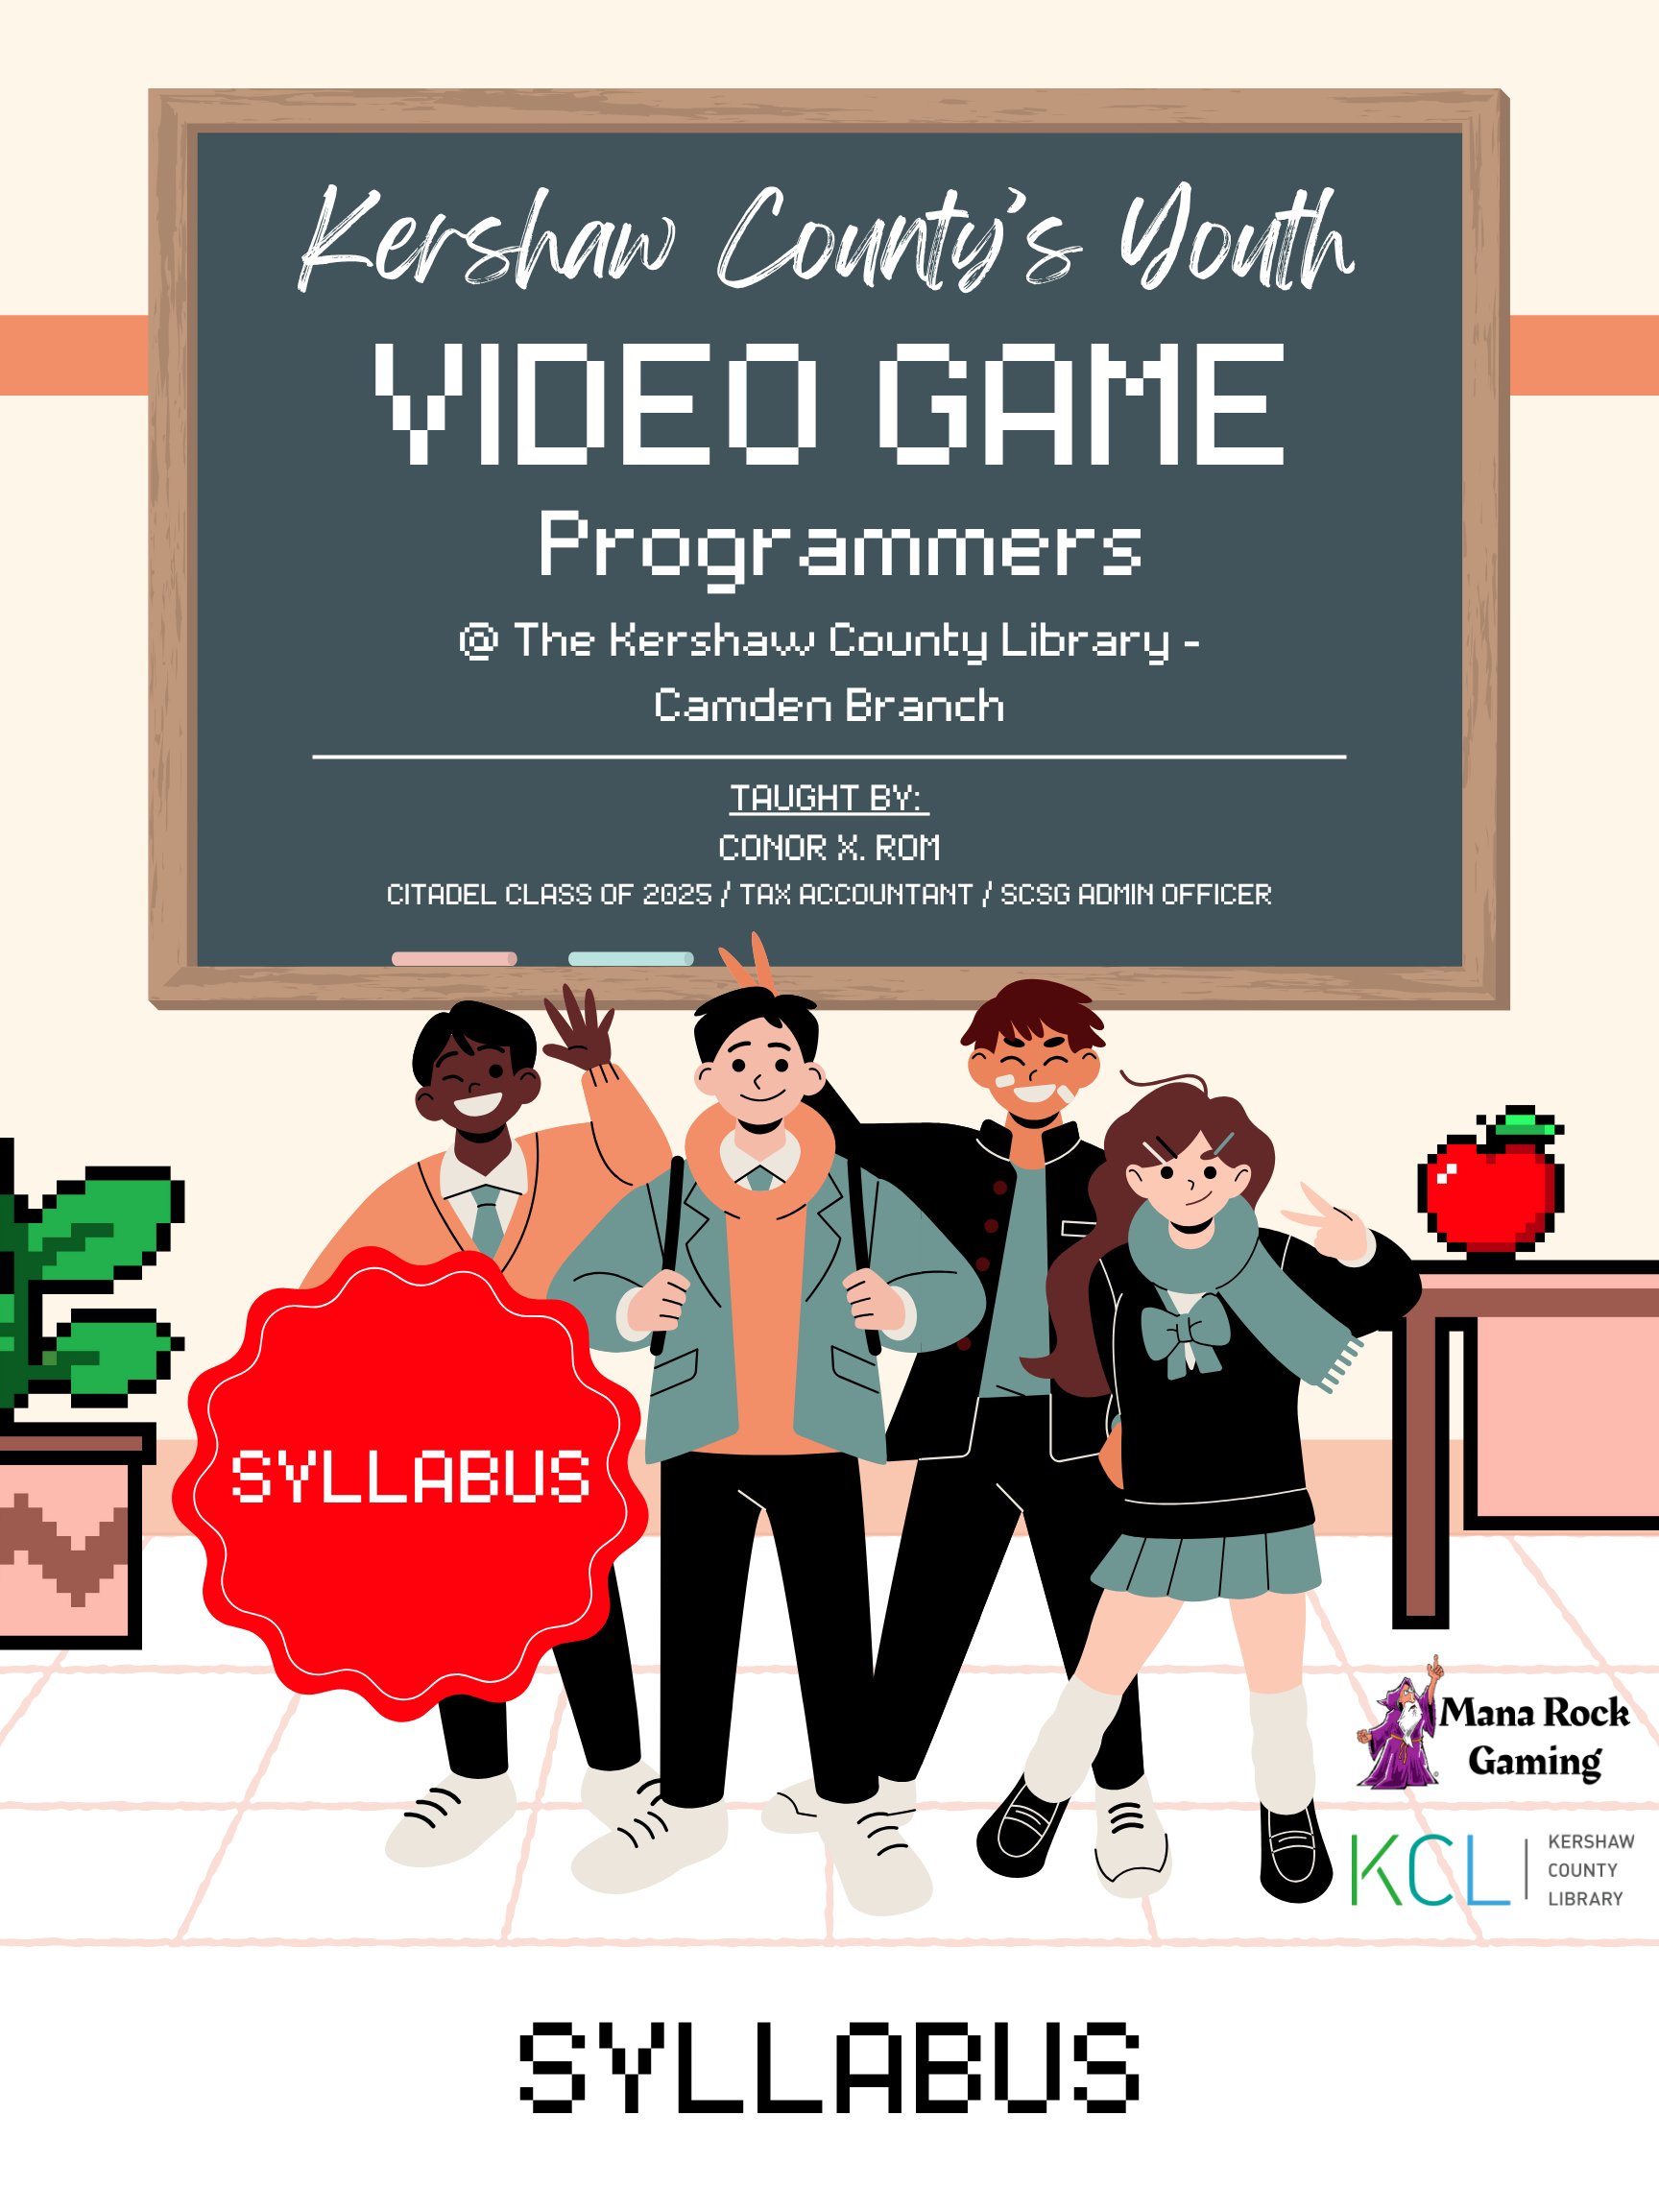 Kershaw County's Youth
VIDEO GAME
Programmers
@ The Kershaw County Library -
Camden Branch
TAUGHT BY:
CONOR X. ROM
CITADEL CLASS OF 2025 / TAX ACCOUNTANT / SCSG ADMIN OFFICER
SYLLABUS
Mana Rock
Gaming
KCL
KERSHAW
COUNTY
LIBRARY
SYLLABUS